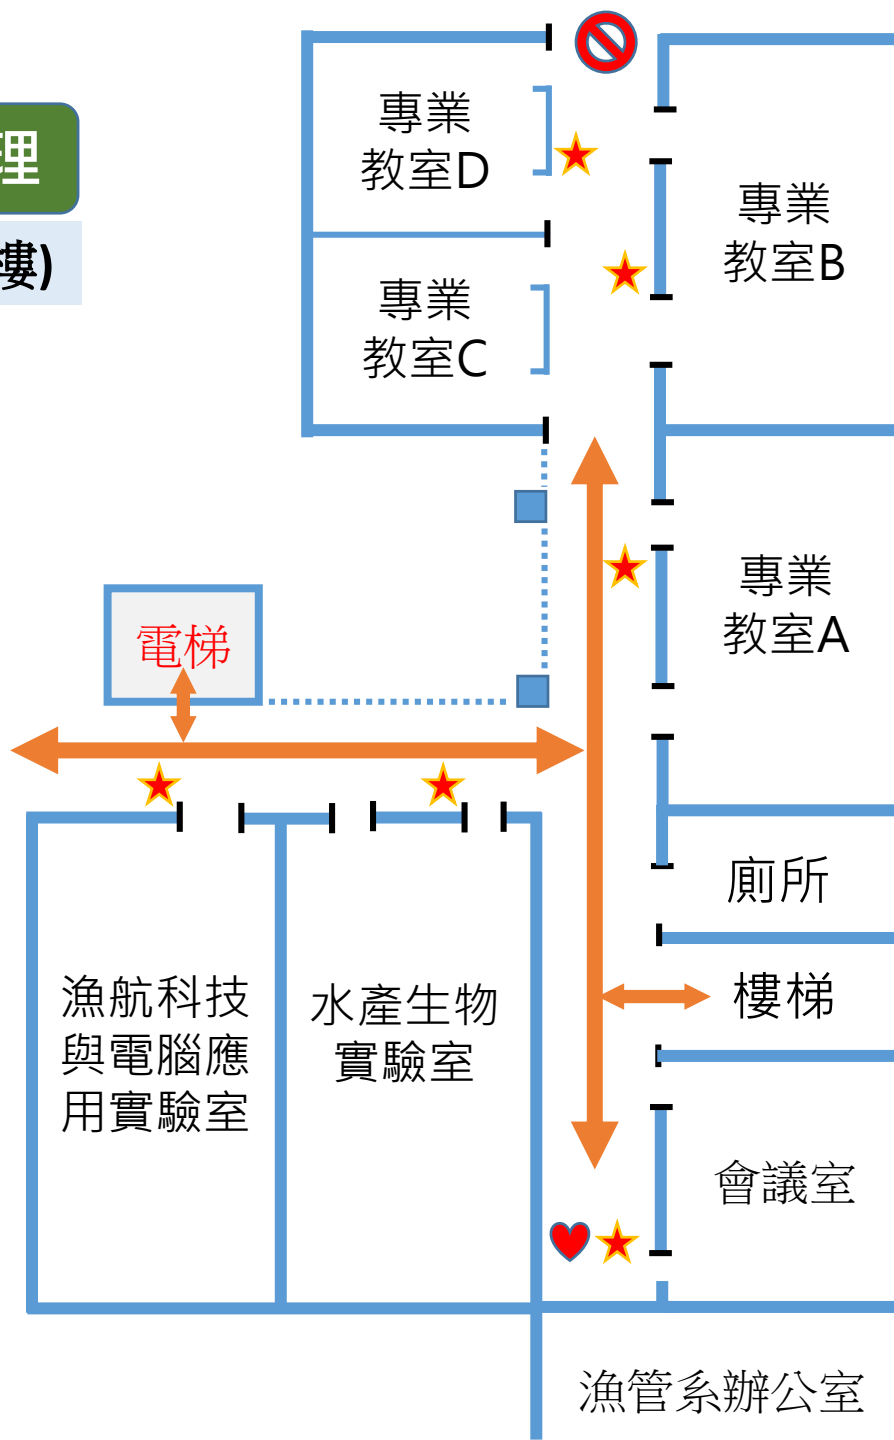 理
樓)
專業
教室D
專業
教室B
專業
教室C
專業
教室A
電梯
廁所
樓梯
漁航科技
與電腦應
用實驗室
水產生物
實驗室
會議室
漁管系辦公室